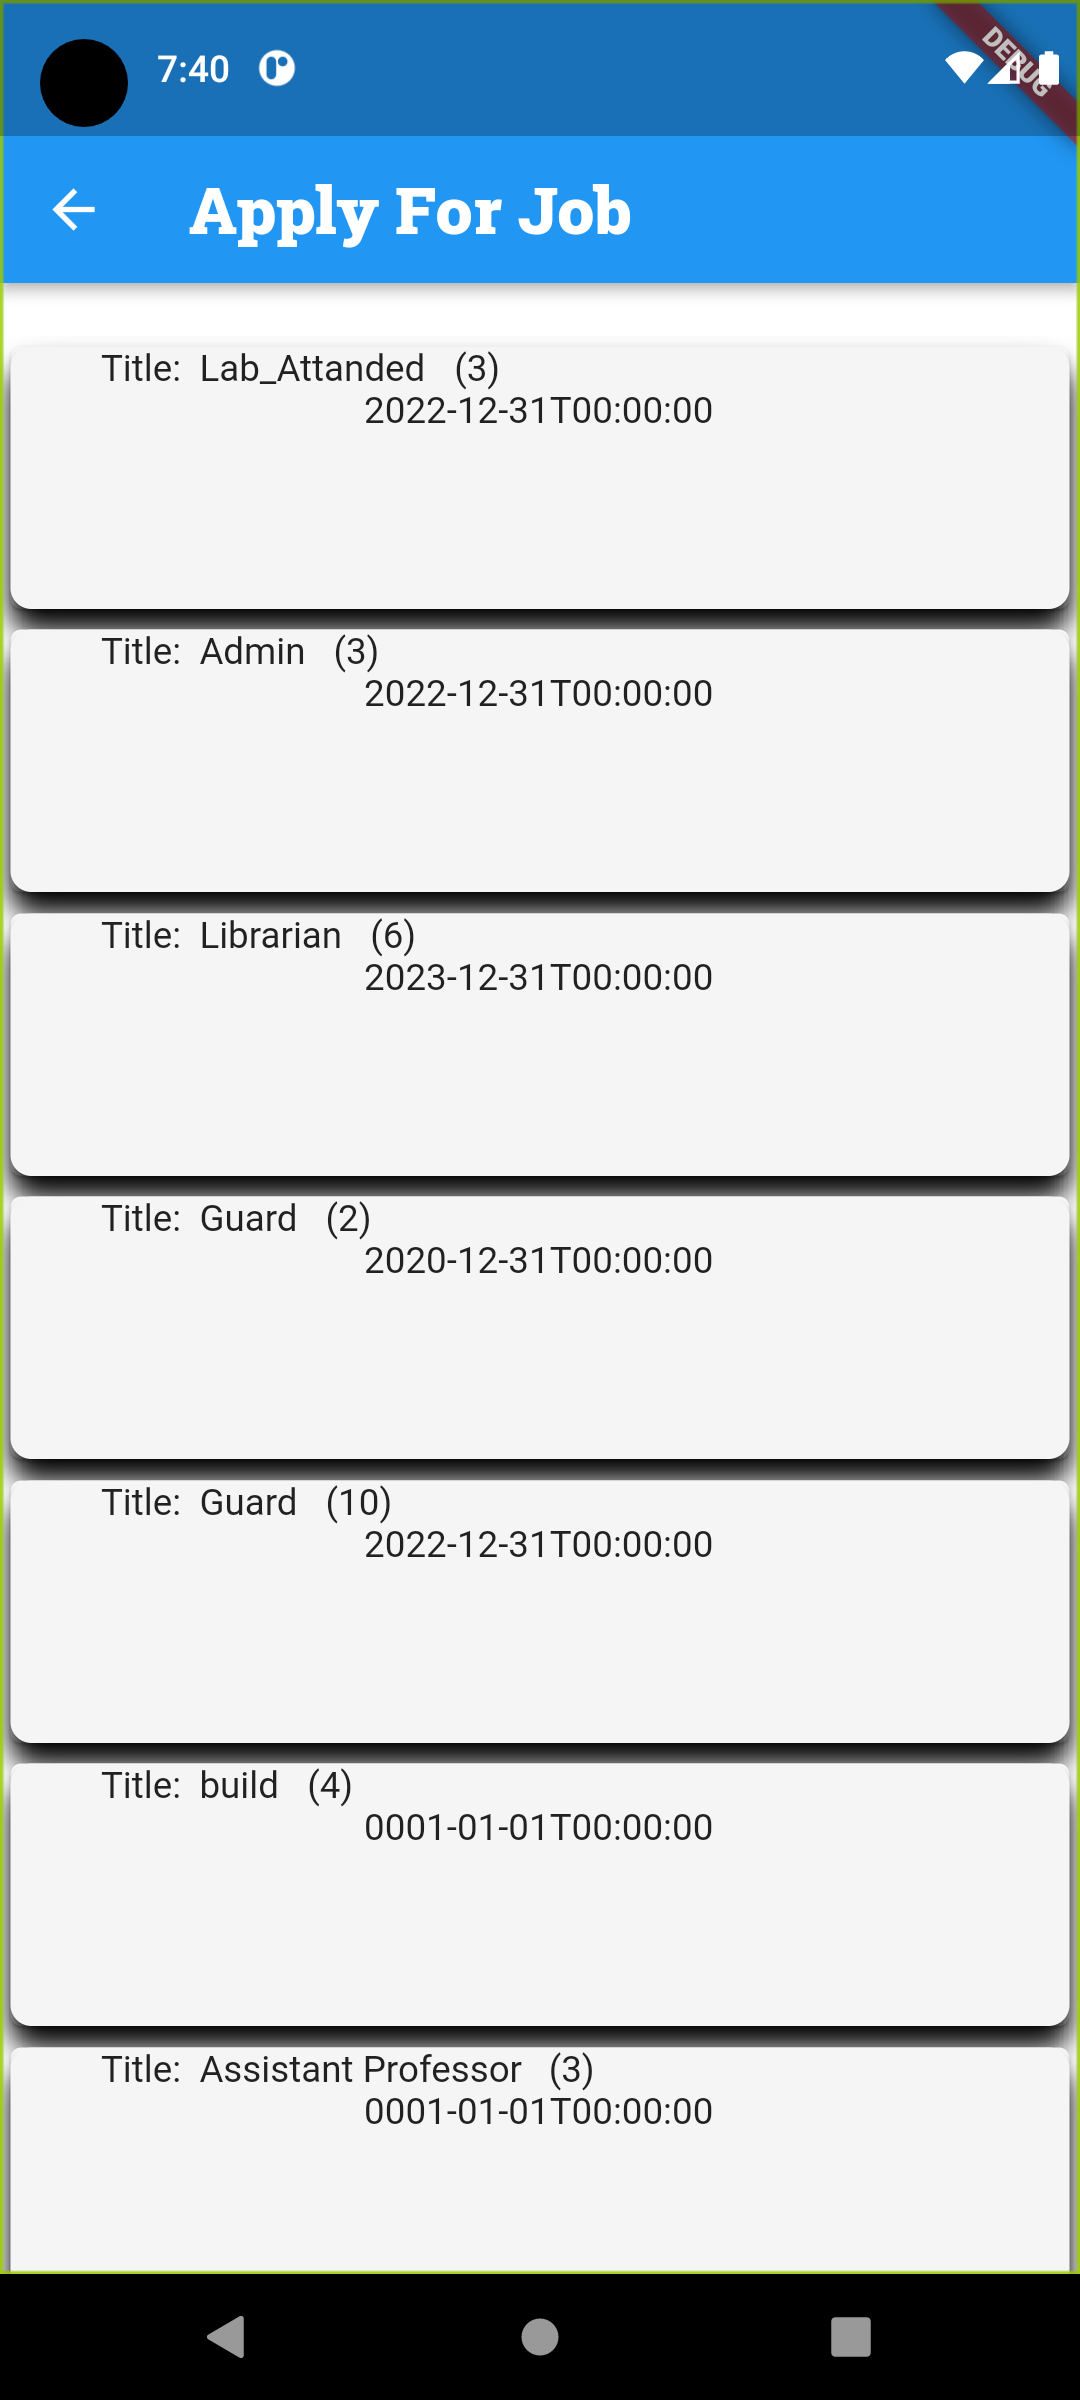 7:40
DEBUG
Apply For Job
Title: Lab_Attanded (3)
2022-12-31T00:00:00
Title: Admin (3)
2022-12-31T00:00:00
Title: Librarian (6)
2023-12-31T00:00:00
Title: Guard (2)
2020-12-31T00:00:00
Title: Guard (10)
2022-12-31T00:00:00
Title: build (4)
0001-01-01T00:00:00
Title: Assistant Professor (3)
0001-01-01T00:00:00